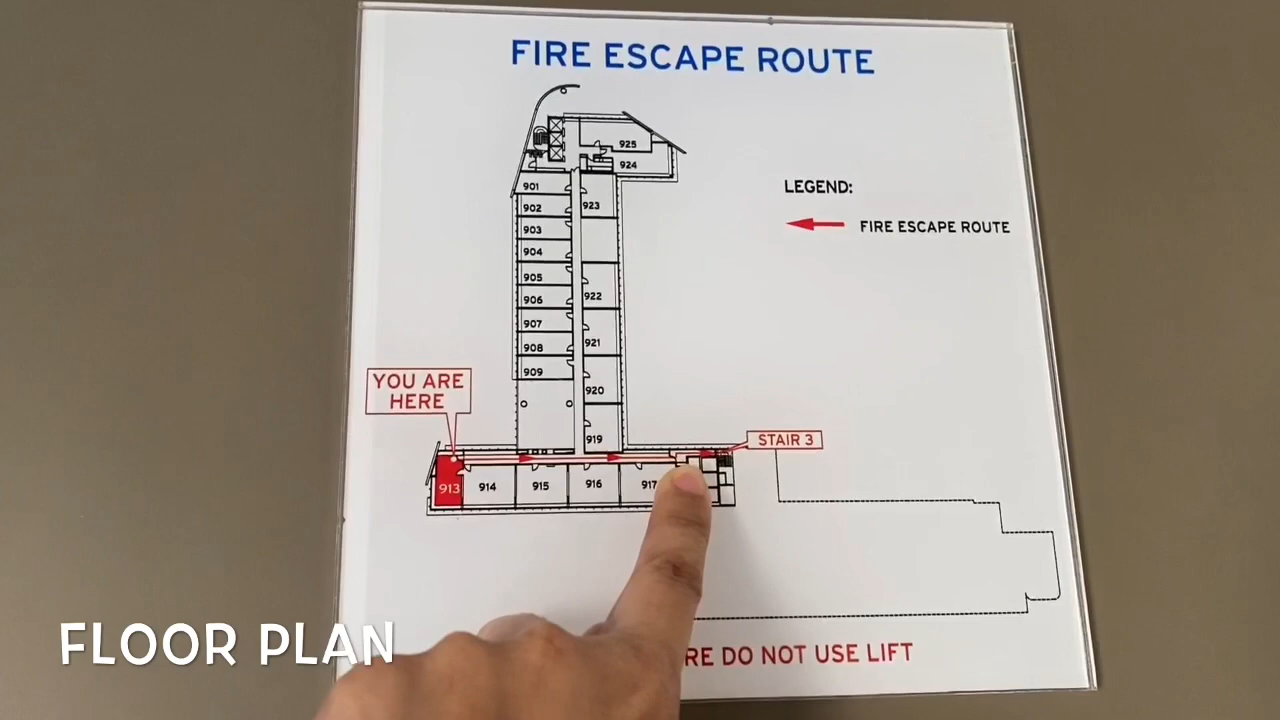 FIRE ESCAPE ROUTE
925
924
LEGEND:
901
902
923
903
FIRE ESCAPE ROUTE
904
905
906
922
907
921
908
909
YOU ARE
HERE
920
919
STAIR 3
913
914
915
916
917
FLOOR PLAN
RE DO NOT USE LIFT